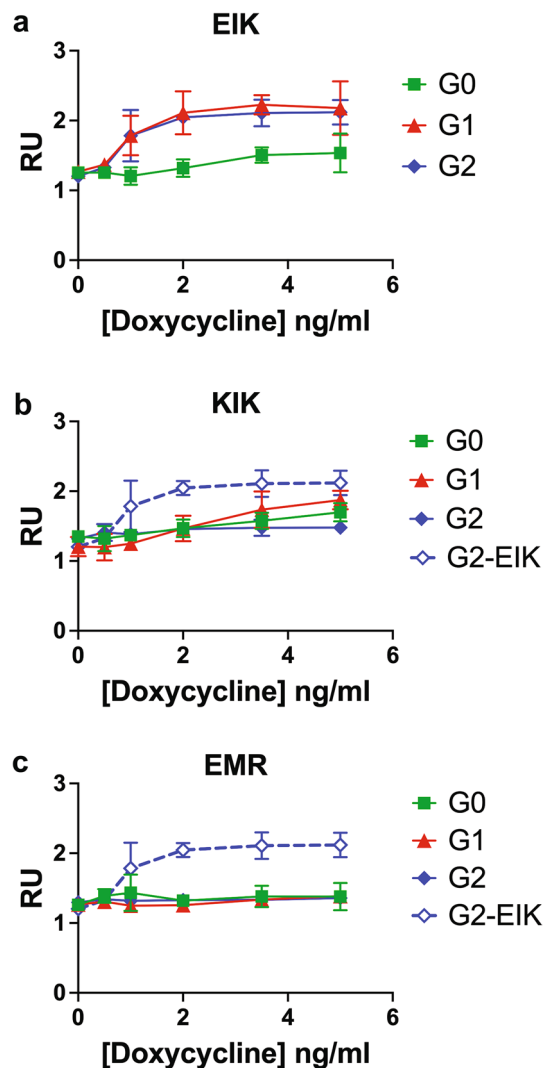 a
EIK
3
2
1
0
RU
0
2
4
6
[Doxycycline] ng/ml
G0
G1
G2
b
KIK
3
2
1
0
RU
0
2
4
6
[Doxycycline] ng/ml
G0
G1
G2
G2-EIK
c
EMR
3
2
1
0
RU
0
2
4
6
[Doxycycline] ng/ml
G0
G1
G2
G2-EIK